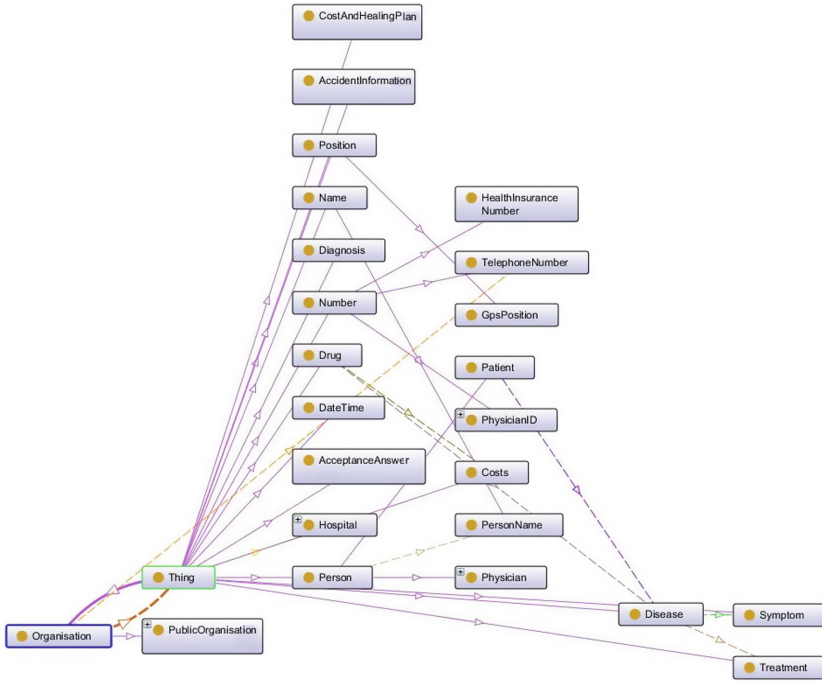 CostAndHealingPlan
AccidentInformation
Position
Name
HealthInsurance
Number
Diagnosis
TelephoneNumber
Number
GpsPosition
Drug
Patient
DateTime
PhysicianID
AcceptanceAnswer
Costs
Hospital
PersonName
Thing
Person
Physician
Disease
Symptom
Organisation
PublicOrganisation
Treatment